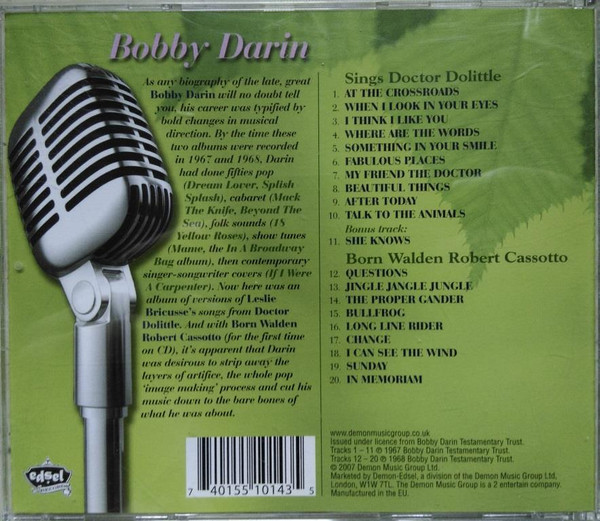 Bobby Darin
As any biography of the late, great
Bobby Darin will no doubt tell
you, his career was typified by
bold changes in musical
direction. By the time these
two albums were recorded
in 1967 and 1968, Darin
had done fifties pop
(Dream Lover, Splish
Splash), cabaret (Mack
The Knife, Beyond The
Sea), folk sounds (18
Yellow Roses), show tunes
(Mame, the In A Broadway
Bag album), then contemporary
singer-songwriter covers (If I Were
A Carpenter). Now here was an
album of versions of Leslie
Bricusse's songs from Doctor
Dolittle. And with Born Walden
Robert Cassotto (for the first time
on CD), it's apparent that Darin
was desirous to strip away the
layers of artifice, the whole pop
'image making' process and cut his
music down to the bare bones of
what he was about.
Sings Doctor Dolittle
1. AT THE CROSSROADS
2. WHEN I LOOK IN YOUR EYES
3. I THINK I LIKE YOU
4. WHERE ARE THE WORDS
5. SOMETHING IN YOUR SMILE
6. FABULOUS PLACES
7. MY FRIEND THE DOCTOR
8. BEAUTIFUL THINGS
9. AFTER TODAY
10. TALK TO THE ANIMALS
Bonus track:
11. SHE KNOWS
Born Walden Robert Cassotto
12. QUESTIONS
13. JINGLE JANGLE JUNGLE
14. THE PROPER GANDER
15. BULLFROG
16. LONG LINE RIDER
17. CHANGE
18. I CAN SEE THE WIND
19. SUNDAY
20. IN MEMORIAM
www.demonmusicgroup.co.uk
Issued under licence from Bobby Darin Testamentary Trust.
Tracks 1 – 11 ℗ 1967 Bobby Darin Testamentary Trust.
Tracks 12 – 20 ℗ 1968 Bobby Darin Testamentary Trust.
© 2007 Demon Music Group Ltd.
Marketed by Demon-Edsel, a division of the Demon Music Group Ltd,
London, W1W 7TL. The Demon Music Group is a 2 entertain company.
Manufactured in the EU.
edsel
7 40155 10143 5